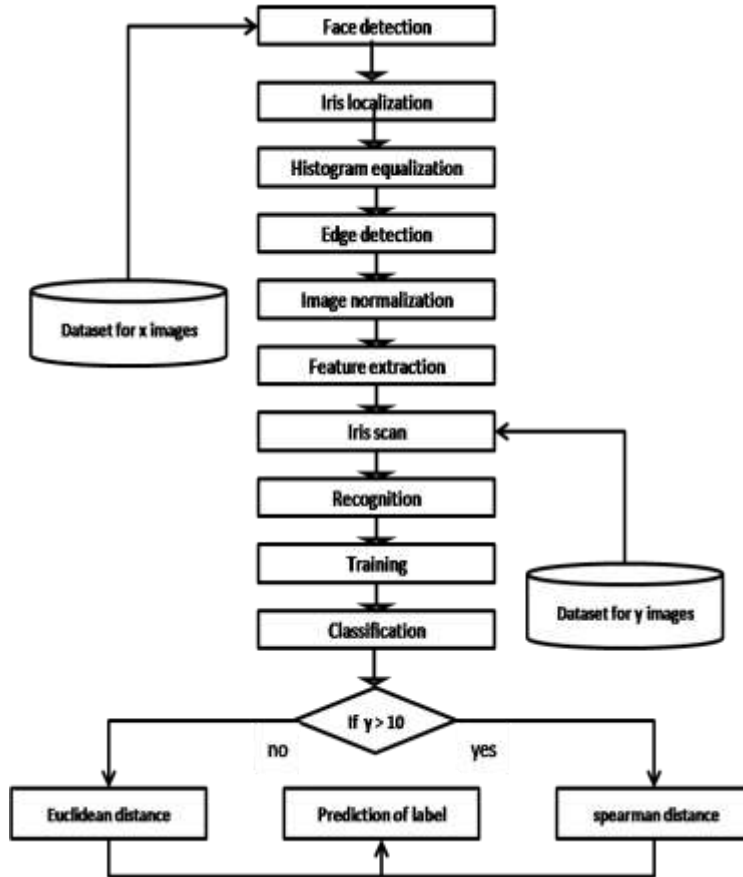 Face detection
Iris localization
Histogram equalization
Edge detection
Image normalization
Dataset for x images
Feature extraction
Iris scan
Recognition
Training
Dataset for y images
Classification
If y > 10
no
yes
Euclidean distance
Prediction of label
spearman distance